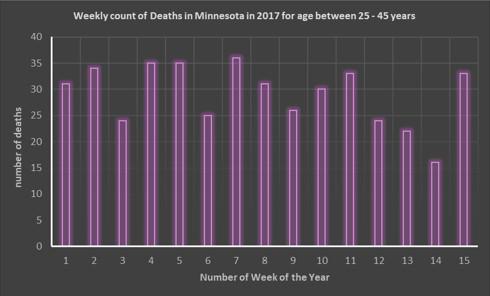 Weekly count of Deaths in Minnesota in 2017 for age between 25 - 45 years
40
35
30
25
20
15
10
5
0
number of deaths
1 2 3 4 5 6 7 8 9 10 11 12 13 14 15
Number of Week of the Year